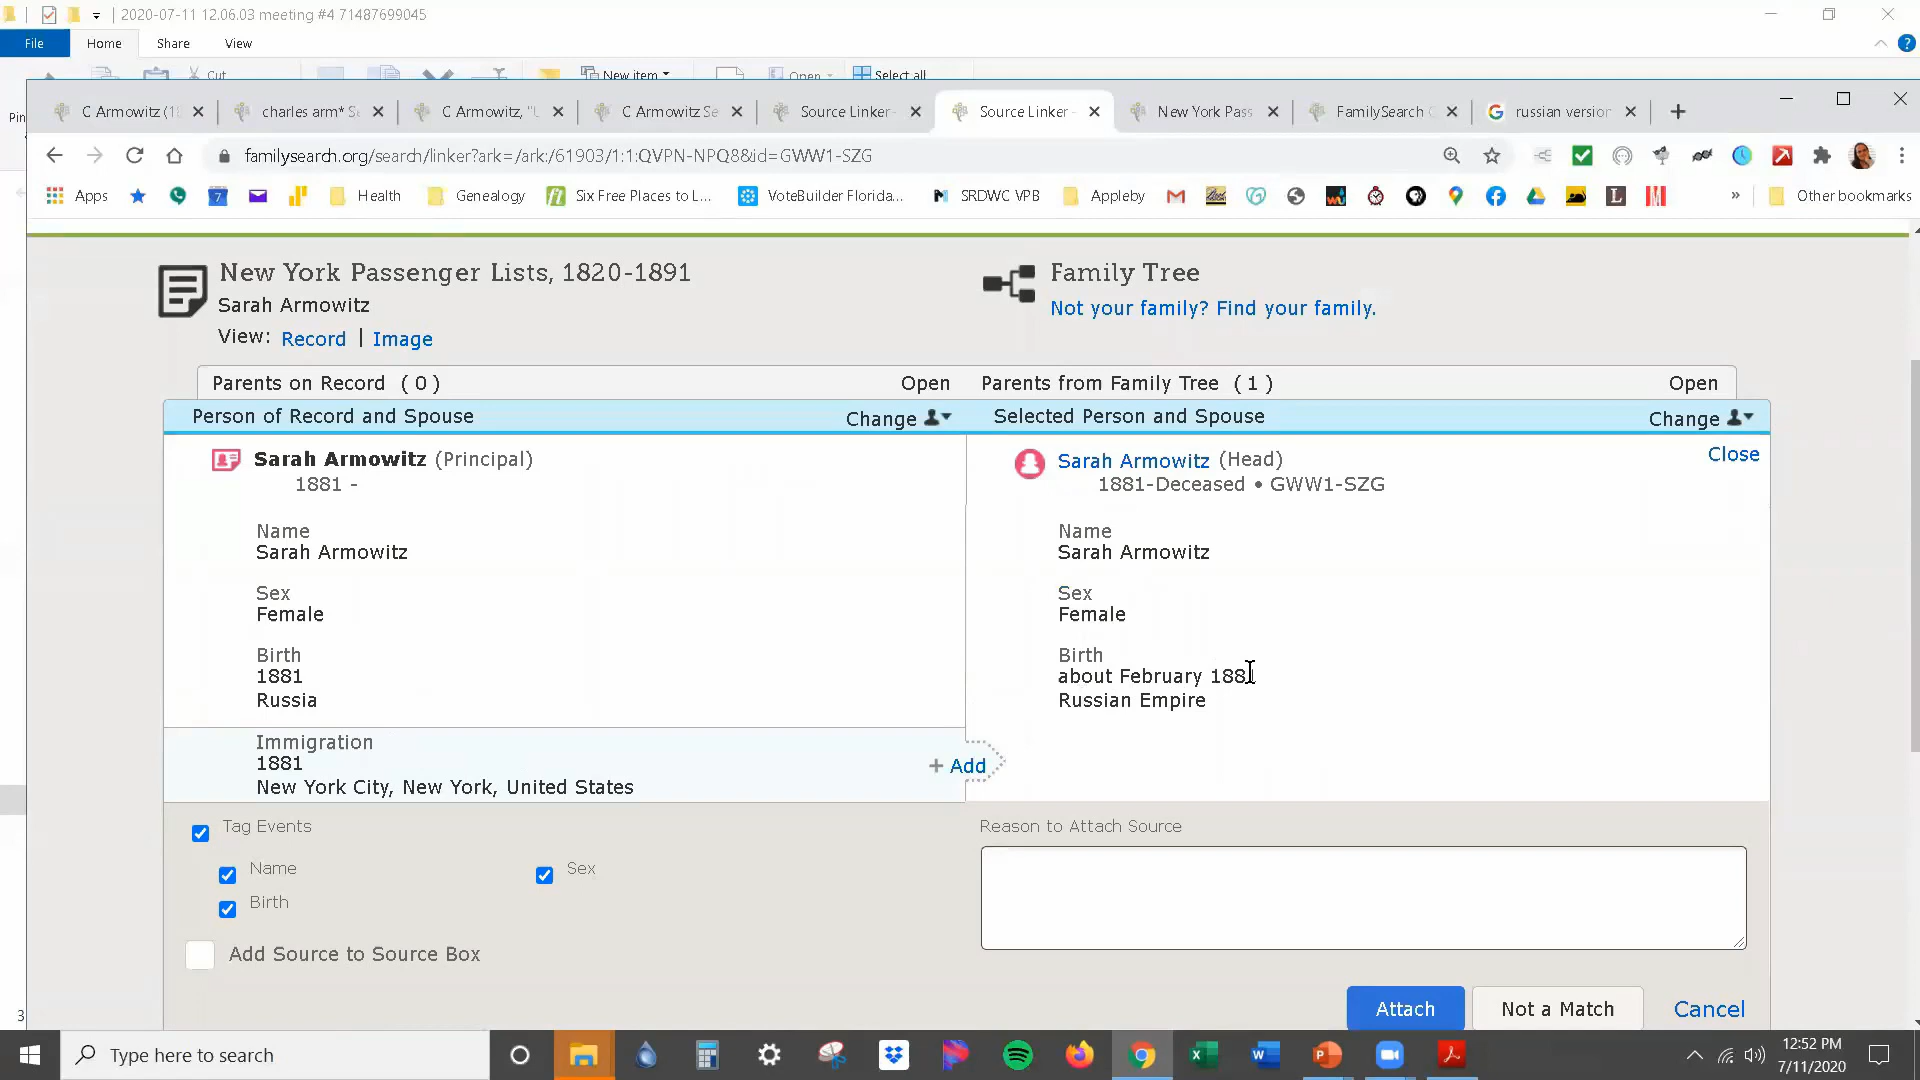 2020-07-11 12.06.03 meeting #4 71487699045
File Home Share View
Cut New item Open Select all
C Armowitz (1 charles arm* S C Armowitz, "L C Armowitz Se Source Linker Source Linker New York Pass FamilySearch russian version
familysearch.org/search/linker?ark=/ark:/61903/1:1:QVPN-NPQ8&id=GWW1-SZG
Apps Health Genealogy Six Free Places to L... VoteBuilder Florida... SRDWC VPB Appleby » Other bookmarks
New York Passenger Lists, 1820-1891
Sarah Armowitz
View: Record | Image
Family Tree
Not your family? Find your family.
Parents on Record (0) Open Parents from Family Tree (1) Open
Person of Record and Spouse Change Selected Person and Spouse Change
Sarah Armowitz (Principal)
1881 -
Name
Sarah Armowitz
Sex
Female
Birth
1881
Russia
Immigration
1881
New York City, New York, United States
+ Add
Sarah Armowitz (Head)
Close
1881-Deceased • GWW1-SZG
Name
Sarah Armowitz
Sex
Female
Birth
about February 1881
Russian Empire
Tag Events
Name Sex
Birth
Add Source to Source Box
Reason to Attach Source
Attach Not a Match Cancel
3
Type here to search
12:52 PM
7/11/2020